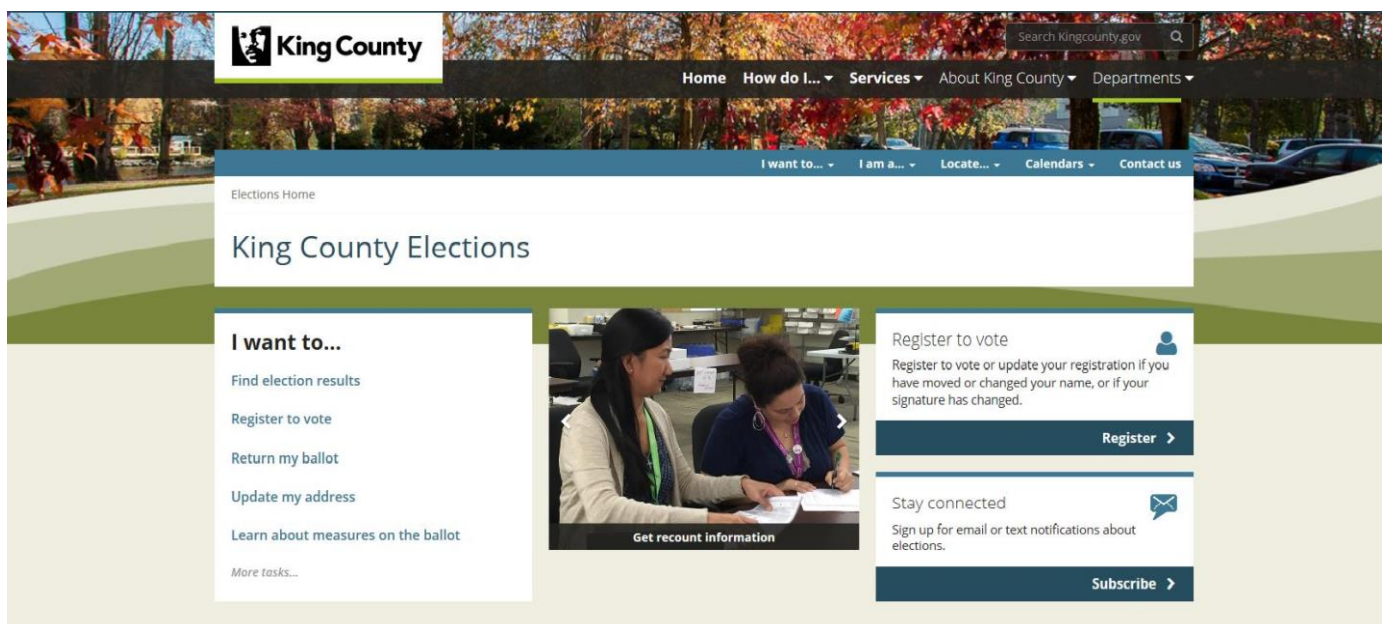 King County
Search Kingcounty.gov
Home How do I... Services About King County Departments
I want to... I am a... Locate... Calendars Contact us
Elections Home
King County Elections
I want to...
Find election results
Register to vote
Return my ballot
Update my address
Learn about measures on the ballot
More tasks...
Get recount information
Register to vote
Register to vote or update your registration if you
have moved or changed your name, or if your
signature has changed.
Register
Stay connected
Sign up for email or text notifications about
elections.
Subscribe